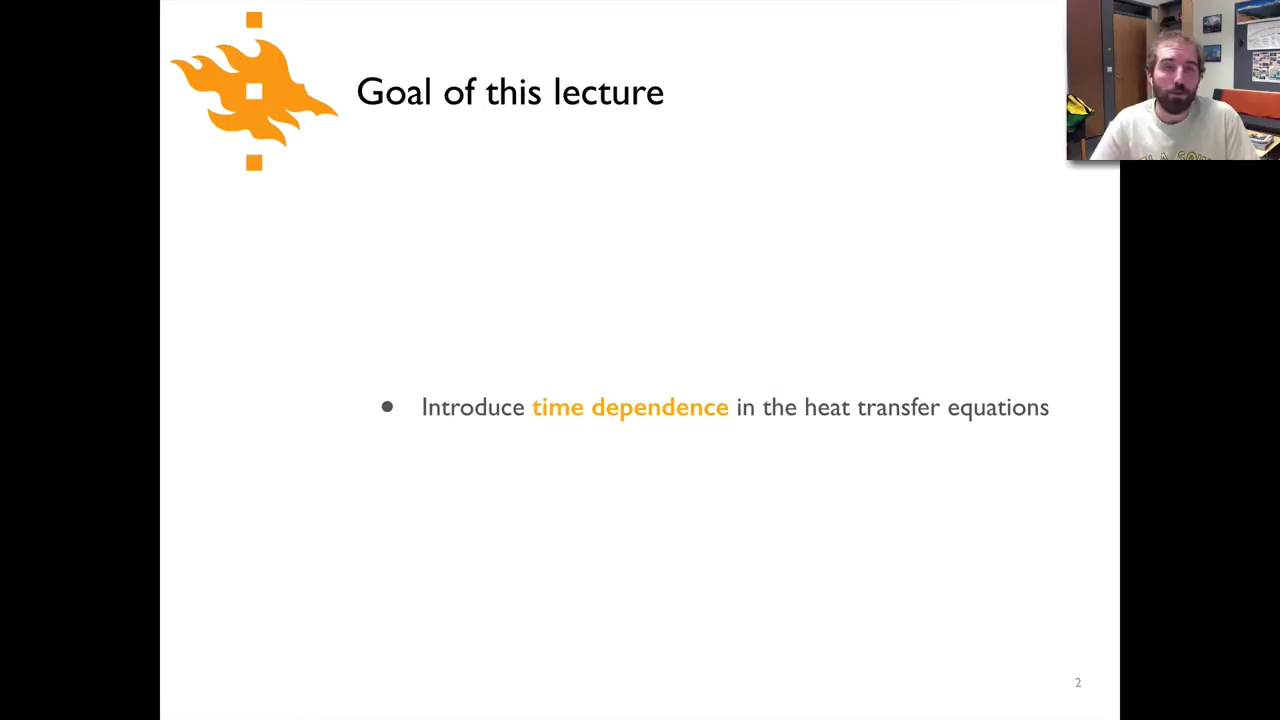 Goal of this lecture
● Introduce time dependence in the heat transfer equations
2